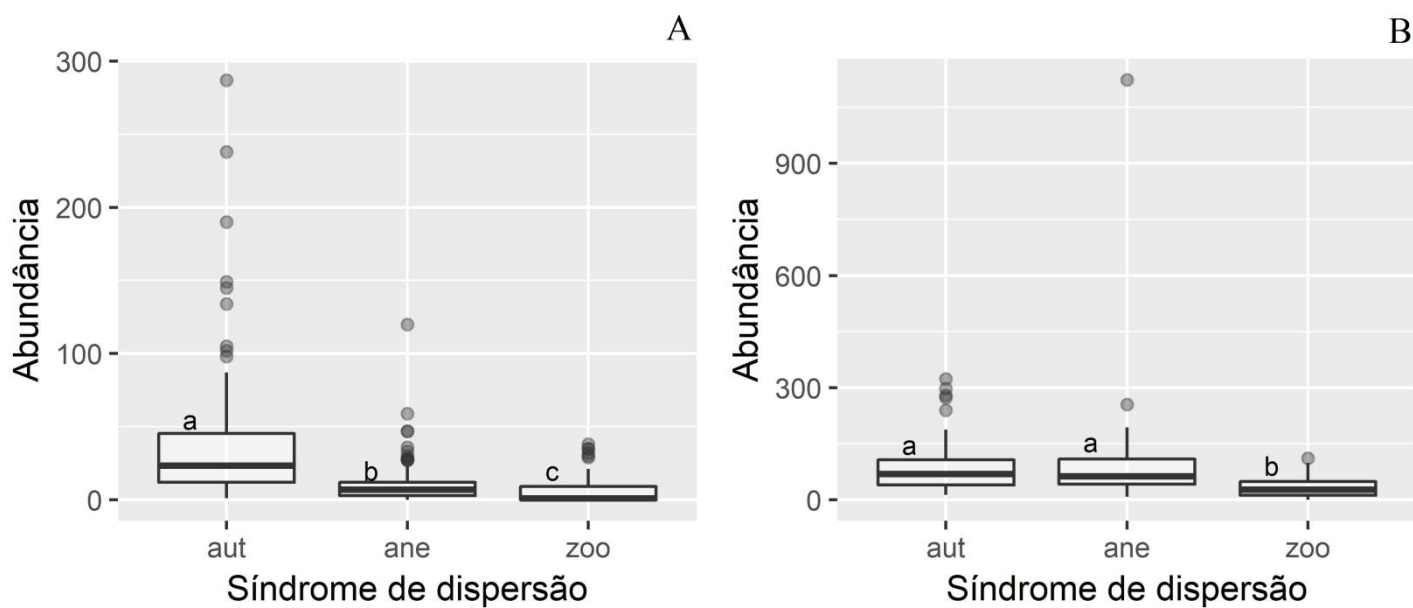 A
300
200
100
0
Abundância
a
b
c
aut ane zoo
Síndrome de dispersão
B
900
600
300
0
Abundância
a
a
b
aut ane zoo
Síndrome de dispersão